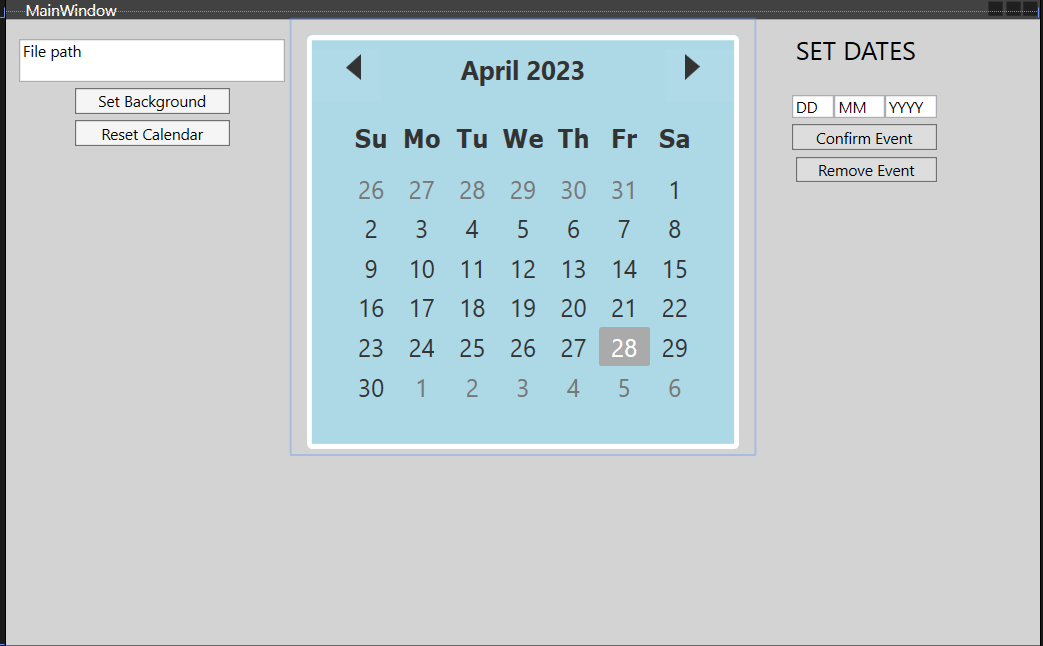 MainWindow
File path
Set Background
Reset Calendar
April 2023
Su Mo Tu We Th Fr Sa
26 27 28 29 30 31 1
2 3 4 5 6 7 8
9 10 11 12 13 14 15
16 17 18 19 20 21 22
23 24 25 26 27 28 29
30 1 2 3 4 5 6
SET DATES
DD MM YYYY
Confirm Event
Remove Event